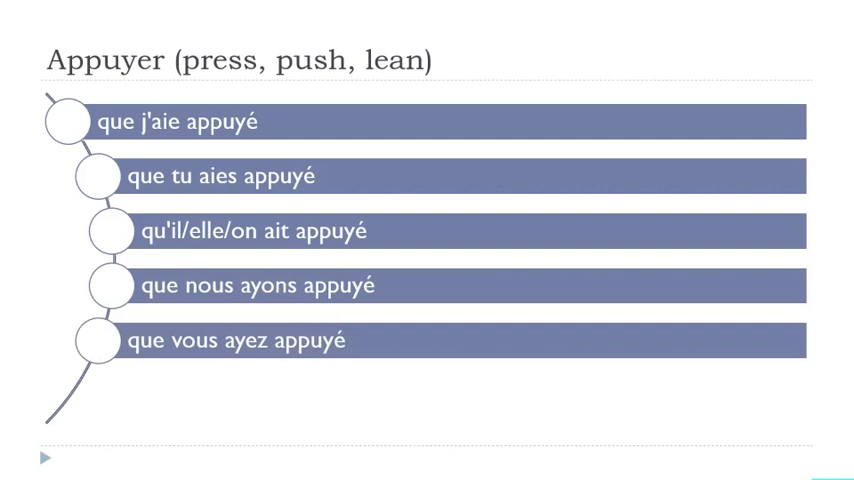 Appuyer (press, push, lean)
que j'aie appuyé
que tu aies appuyé
qu'il/elle/on ait appuyé
que nous ayons appuyé
que vous ayez appuyé